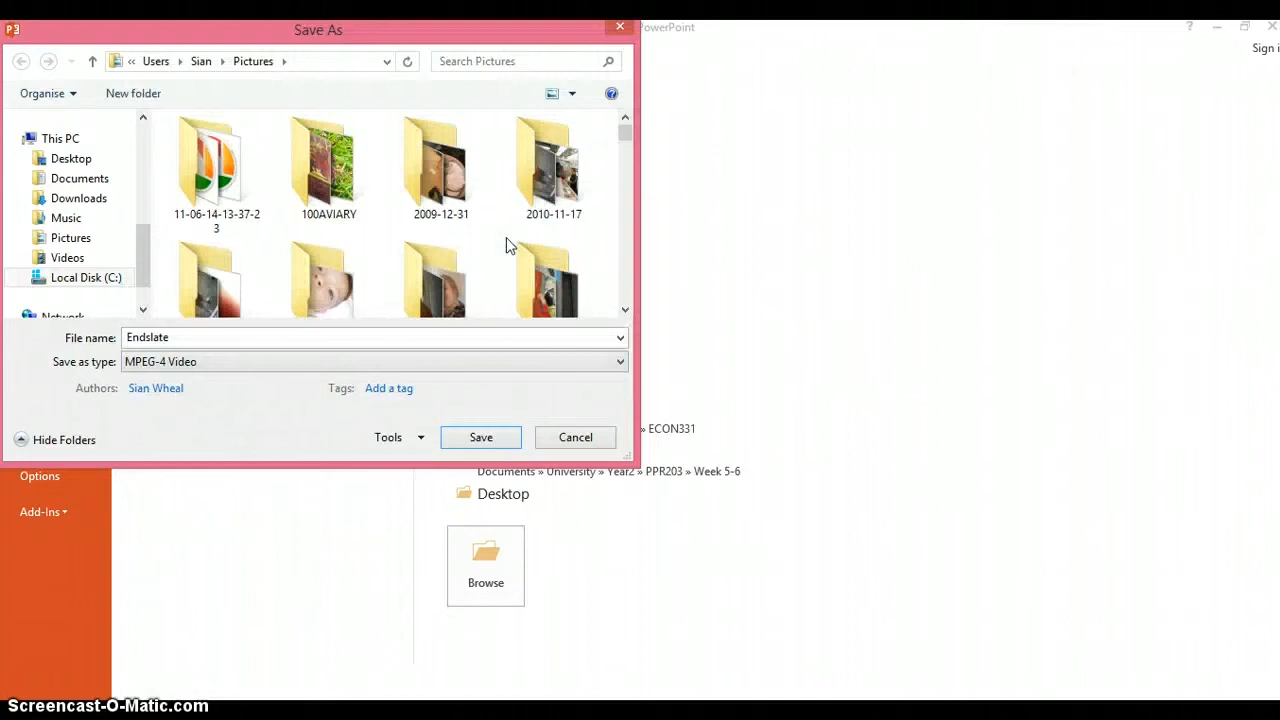 Save As
PowerPoint
Sign i
Users
Sian
Pictures
Search Pictures
Organise
New folder
This PC
Desktop
Documents
Downloads
Music
Pictures
Videos
Local Disk (C:)
Network
11-06-14-13-37-2
3
100AVIARY
2009-12-31
2010-11-17
File name: Endslate
Save as type: MPEG-4 Video
Authors: Sian Wheal
Tags: Add a tag
Hide Folders
Tools
Save
Cancel
» ECON331
Documents » University » Year2 » PPR203 » Week 5-6
Desktop
Browse
Options
Add-Ins
Screencast-O-Matic.com